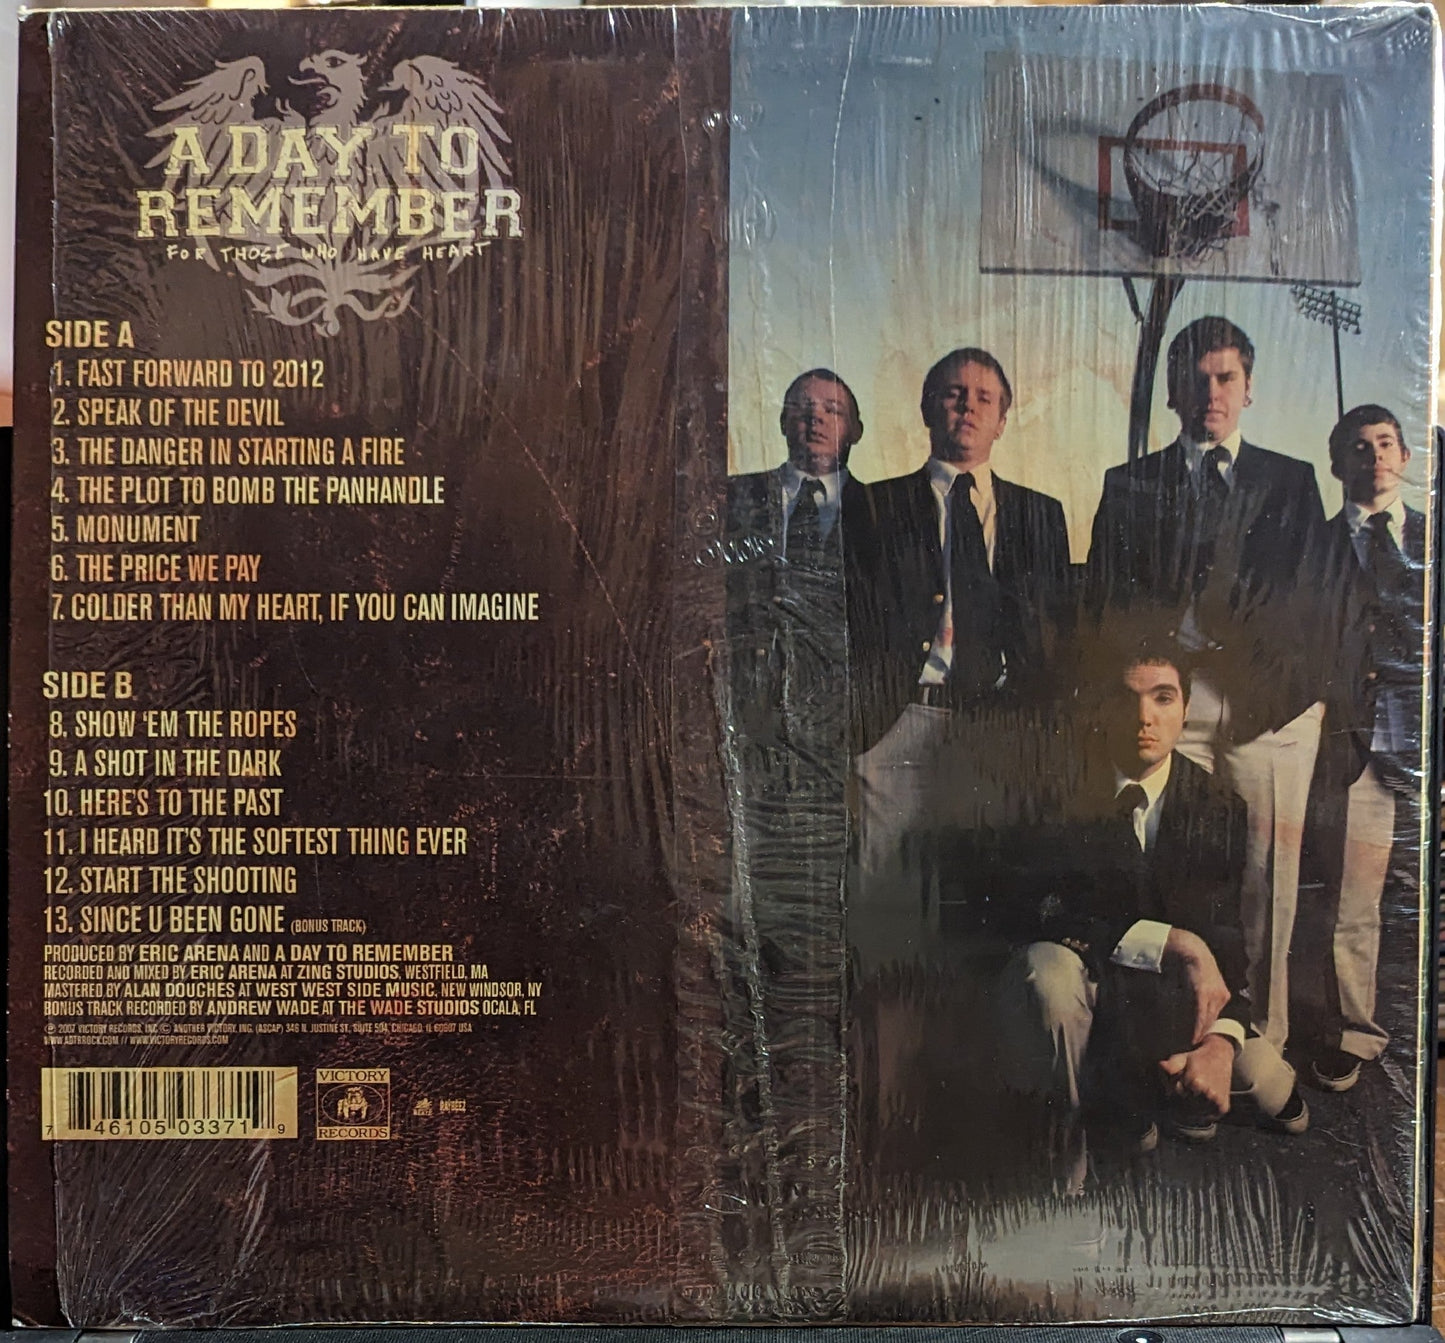 A DAY TO
REMEMBER
FOR THOSE WHO HAVE HEART
SIDE A
1. FAST FORWARD TO 2012
2. SPEAK OF THE DEVIL
3. THE DANGER IN STARTING A FIRE
4. THE PLOT TO BOMB THE PANHANDLE
5. MONUMENT
6. THE PRICE WE PAY
7. COLDER THAN MY HEART, IF YOU CAN IMAGINE
SIDE B
8. SHOW 'EM THE ROPES
9. A SHOT IN THE DARK
10. HERE'S TO THE PAST
11. I HEARD IT'S THE SOFTEST THING EVER
12. START THE SHOOTING
13. SINCE U BEEN GONE (BONUS TRACK)
PRODUCED BY ERIC ARENA AND A DAY TO REMEMBER
RECORDED AND MIXED BY ERIC ARENA AT ZING STUDIOS, WESTFIELD, MA
MASTERED BY ALAN DOUCHES AT WEST WEST SIDE MUSIC, NEW WINDSOR, NY
BONUS TRACK RECORDED BY ANDREW WADE AT THE WADE STUDIOS OCALA, FL
℗ 2007 VICTORY RECORDS, INC © ANOTHER VICTORY, ING. (ASCAP) 346 N. JUSTINE ST., SUITE 504, CHICAGO, IL 60607 USA
WWW.ADTRROCK.COM // WWW.VICTORYRECORDS.COM
7 46105 03371 9
VICTORY
RECORDS